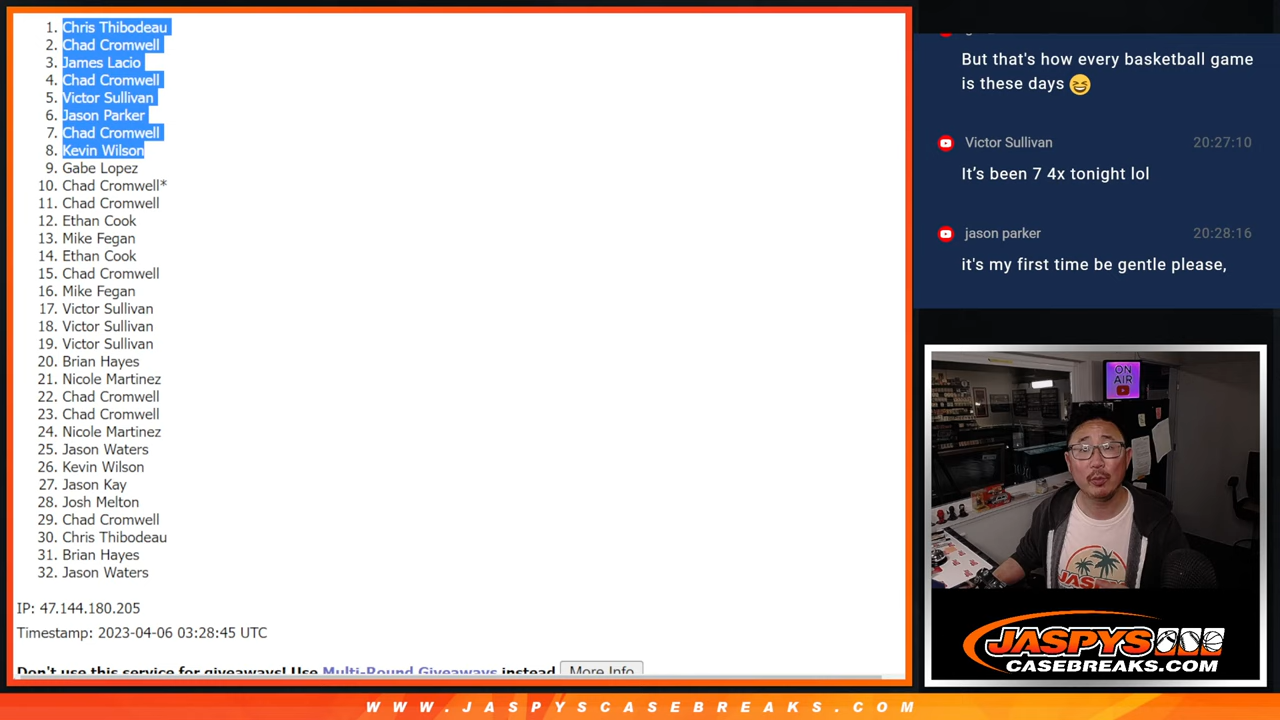 1. Chris Thibodeau
2. Chad Cromwell
3. James Lacio
4. Chad Cromwell
5. Victor Sullivan
6. Jason Parker
7. Chad Cromwell
8. Kevin Wilson
9. Gabe Lopez
10. Chad Cromwell*
11. Chad Cromwell
12. Ethan Cook
13. Mike Fegan
14. Ethan Cook
15. Chad Cromwell
16. Mike Fegan
17. Victor Sullivan
18. Victor Sullivan
19. Victor Sullivan
20. Brian Hayes
21. Nicole Martinez
22. Chad Cromwell
23. Chad Cromwell
24. Nicole Martinez
25. Jason Waters
26. Kevin Wilson
27. Jason Kay
28. Josh Melton
29. Chad Cromwell
30. Chris Thibodeau
31. Brian Hayes
32. Jason Waters
IP: 47.144.180.205
Timestamp: 2023-04-06 03:28:45 UTC
Don't use this service for giveaways! Use Multi-Round Giveaways instead More Info
But that's how every basketball game
is these days 😆
Victor Sullivan 20:27:10
It's been 7 4x tonight lol
jason parker 20:28:16
it's my first time be gentle please,
ON
AIR
JASPYS
CASEBREAKS.COM
WWW.JASPYSCASEBREAKS.COM